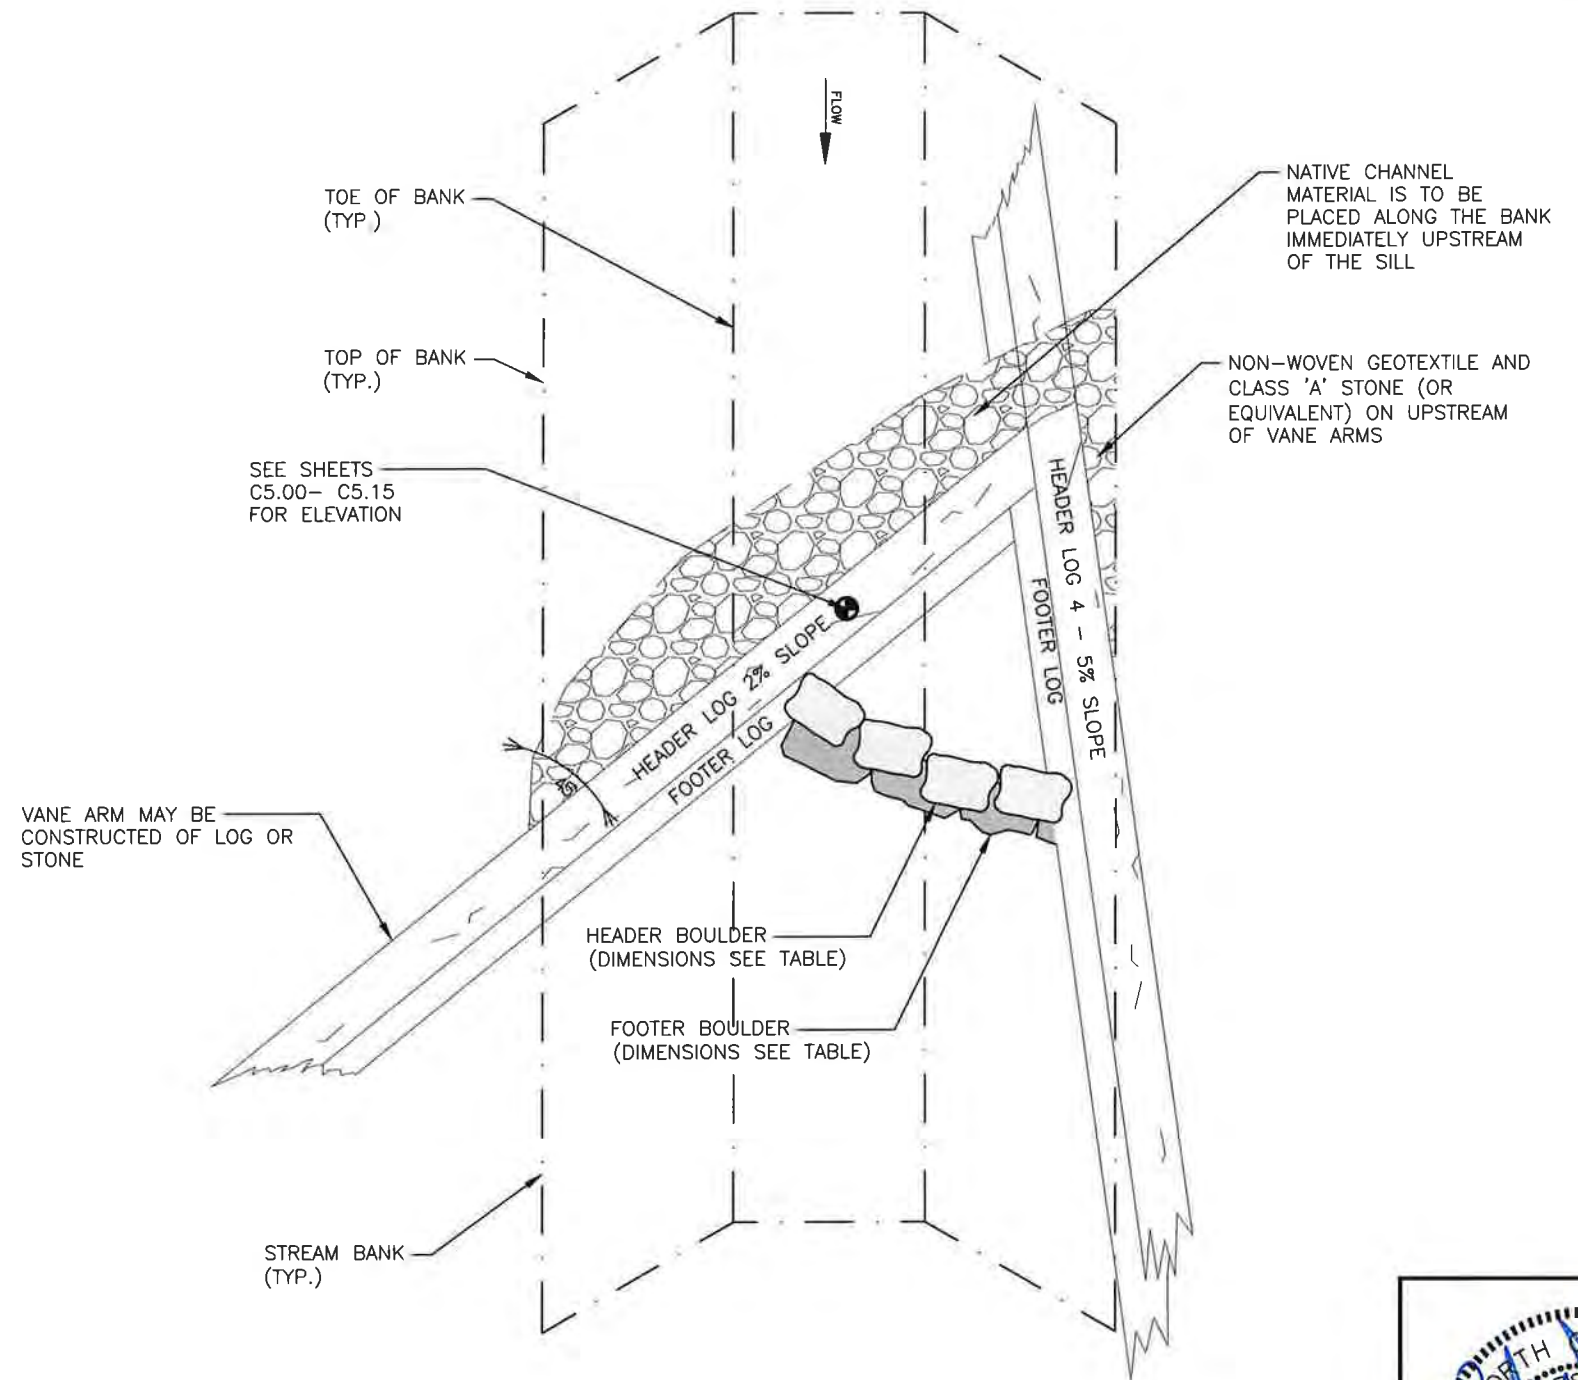 FLOW
TOE OF BANK
(TYP.)
TOP OF BANK
(TYP.)
SEE SHEETS
C5.00– C5.15
FOR ELEVATION
VANE ARM MAY BE
CONSTRUCTED OF LOG OR
STONE
STREAM BANK
(TYP.)
NATIVE CHANNEL
MATERIAL IS TO BE
PLACED ALONG THE BANK
IMMEDIATELY UPSTREAM
OF THE SILL
NON–WOVEN GEOTEXTILE AND
CLASS 'A' STONE (OR
EQUIVALENT) ON UPSTREAM
OF VANE ARMS
HEADER LOG 2% SLOPE
FOOTER LOG
HEADER LOG 4 – 5% SLOPE
FOOTER LOG
HEADER BOULDER
(DIMENSIONS SEE TABLE)
FOOTER BOULDER
(DIMENSIONS SEE TABLE)